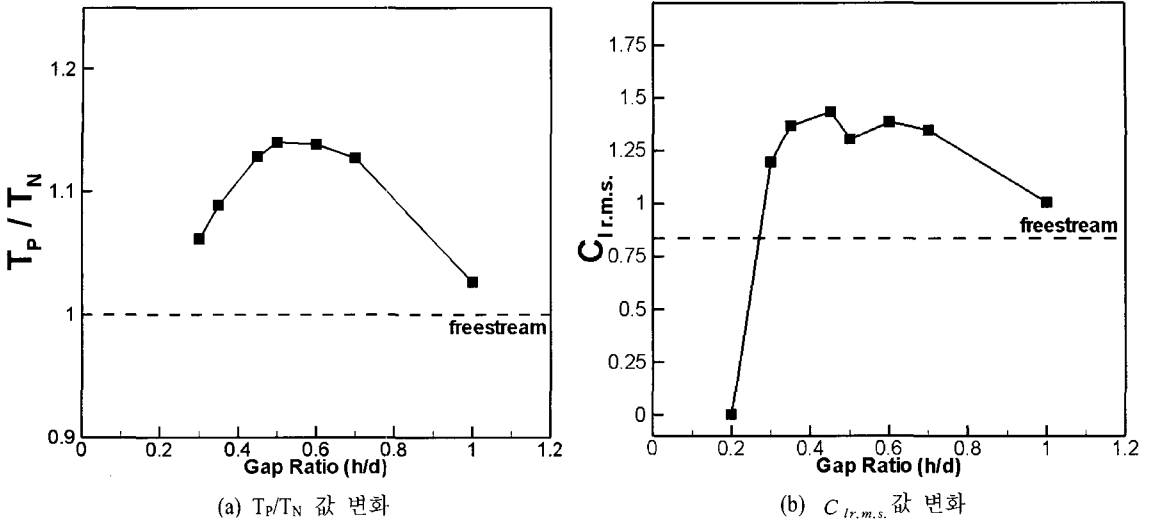 T_P / T_N
1.2
1.1
1
0.9
freestream
0 0.2 0.4 0.6 0.8 1 1.2
Gap Ratio (h/d)
(a) T_P/T_N 값 변화
C_l r.m.s.
1.75
1.5
1.25
1
0.75
0.5
0.25
0
freestream
0 0.2 0.4 0.6 0.8 1 1.2
Gap Ratio (h/d)
(b) C_lr.m.s. 값 변화